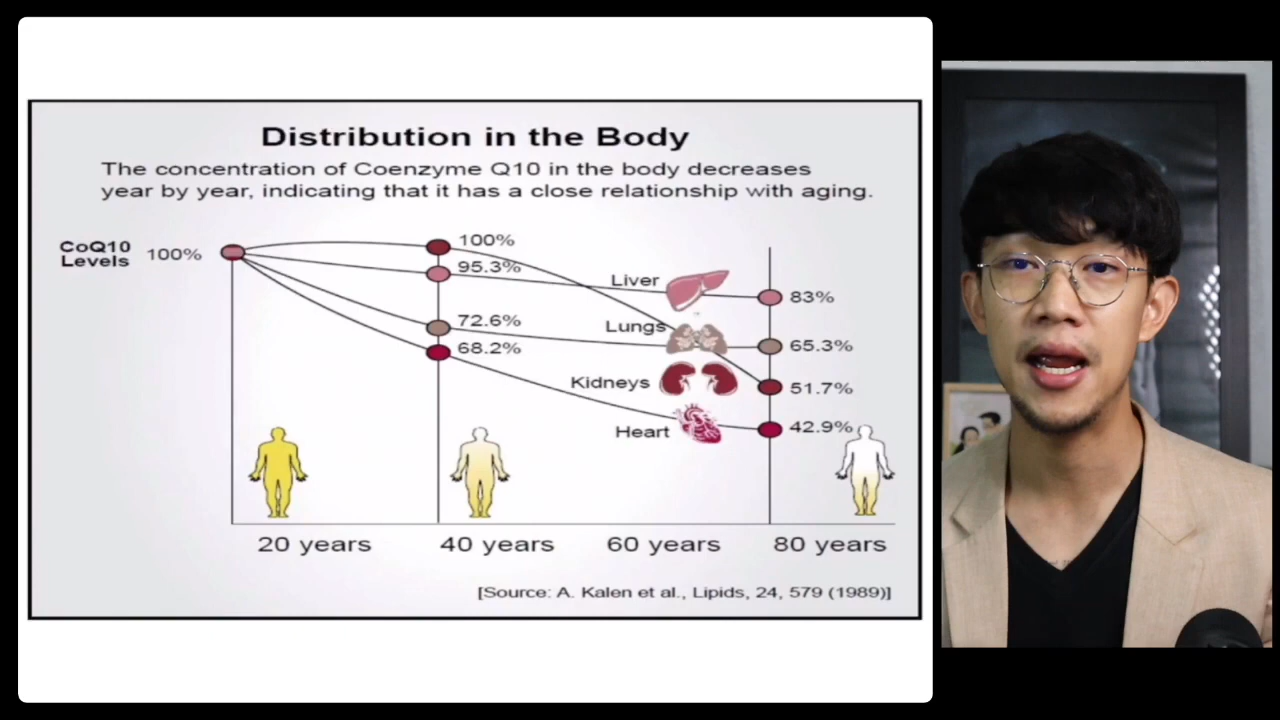 Distribution in the Body
The concentration of Coenzyme Q10 in the body decreases
year by year, indicating that it has a close relationship with aging.
CoQ10
Levels
100%
100%
95.3%
72.6%
68.2%
Liver
83%
Lungs
65.3%
Kidneys
51.7%
Heart
42.9%
20 years
40 years
60 years
80 years
[Source: A. Kalen et al., Lipids, 24, 579 (1989)]